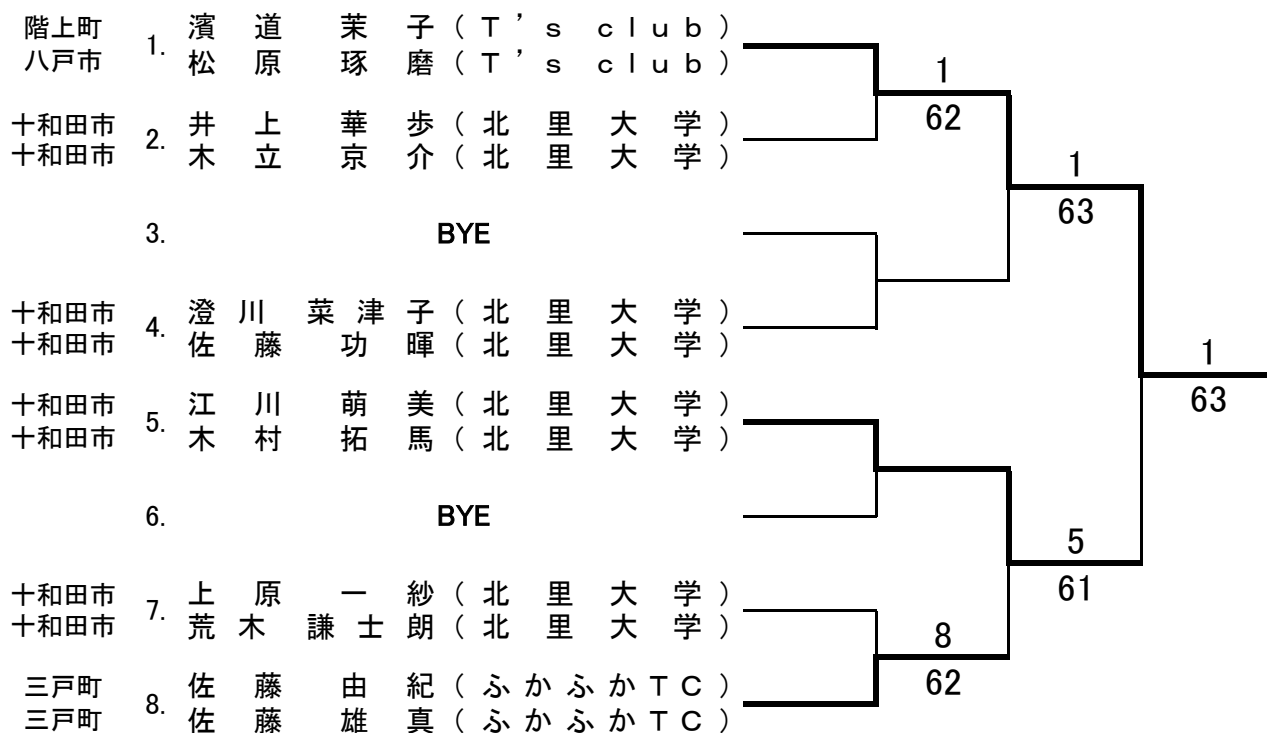 階上町 1. 濱道茉子(T's club)
八戸市 松原琢磨(T's club)
1
62
十和田市 2. 井上華歩(北里大学)
十和田市 木立京介(北里大学)
1
63
3. BYE
十和田市 4. 澄川菜津子(北里大学)
十和田市 佐藤功暉(北里大学)
1
63
十和田市 5. 江川萌美(北里大学)
十和田市 木村拓馬(北里大学)
6. BYE
5
61
十和田市 7. 上原一紗(北里大学)
十和田市 荒木謙士朗(北里大学)
8
62
三戸町 8. 佐藤由紀(ふかふかTC)
三戸町 佐藤雄真(ふかふかTC)